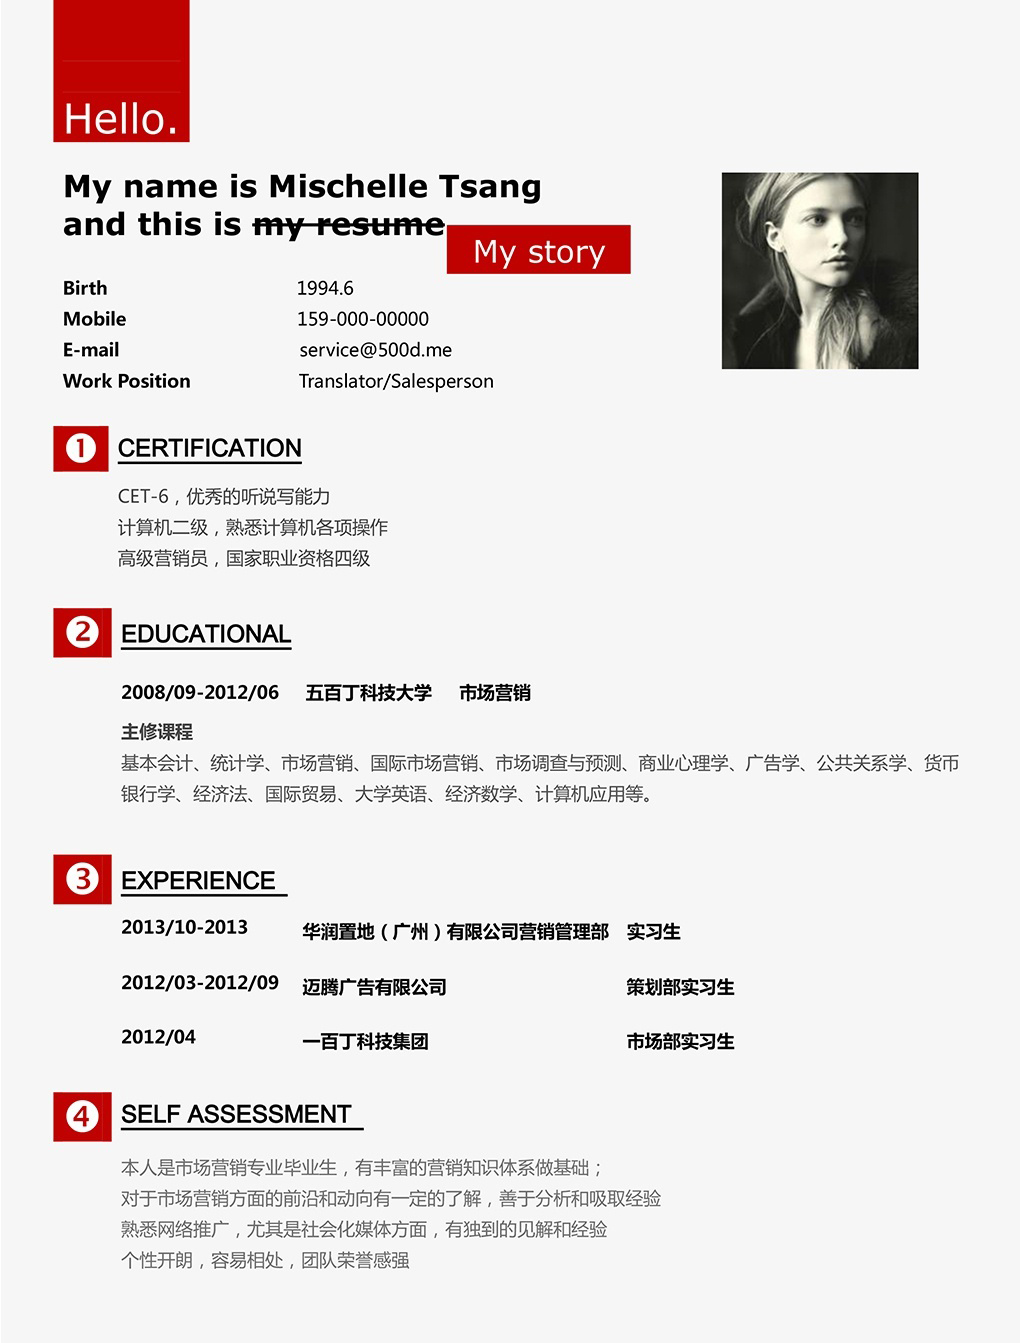 Hello.
My name is Mischelle Tsang
and this is my resume
My story
Birth 1994.6
Mobile 159-000-00000
E-mail service@500d.me
Work Position Translator/Salesperson
1 CERTIFICATION
CET-6，优秀的听说写能力
计算机二级，熟悉计算机各项操作
高级营销员，国家职业资格四级
2 EDUCATIONAL
2008/09-2012/06 五百丁科技大学 市场营销
主修课程
基本会计、统计学、市场营销、国际市场营销、市场调查与预测、商业心理学、广告学、公共关系学、货币
银行学、经济法、国际贸易、大学英语、经济数学、计算机应用等。
3 EXPERIENCE
2013/10-2013 华润置地（广州）有限公司营销管理部 实习生
2012/03-2012/09 迈腾广告有限公司 策划部实习生
2012/04 一百丁科技集团 市场部实习生
4 SELF ASSESSMENT
本人是市场营销专业毕业生，有丰富的营销知识体系做基础；
对于市场营销方面的前沿和动向有一定的了解，善于分析和吸取经验
熟悉网络推广，尤其是社会化媒体方面，有独到的见解和经验
个性开朗，容易相处，团队荣誉感强